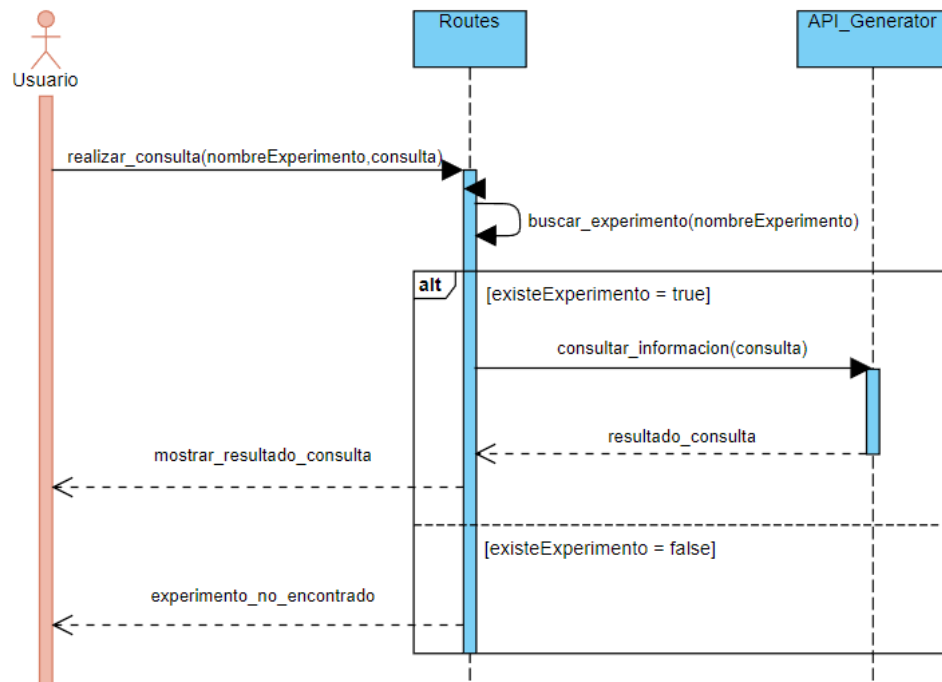 Routes
API_Generator
Usuario
realizar_consulta(nombreExperimento,consulta)
buscar_experimento(nombreExperimento)
alt
[existeExperimento = true]
consultar_informacion(consulta)
resultado_consulta
mostrar_resultado_consulta
[existeExperimento = false]
experimento_no_encontrado